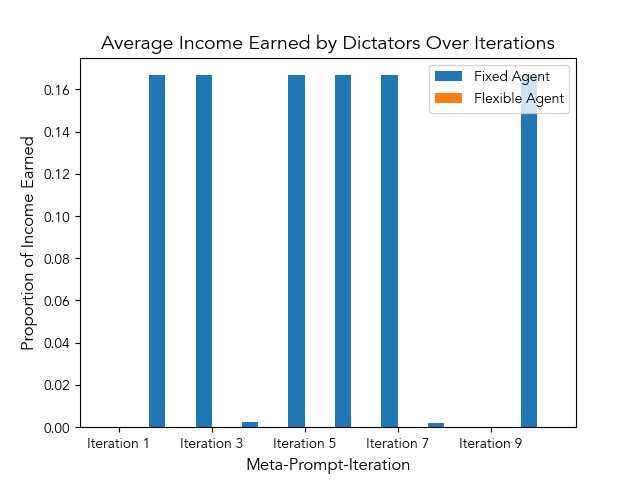 Average Income Earned by Dictators Over Iterations
Fixed Agent
Flexible Agent
Proportion of Income Earned
0.16
0.14
0.12
0.10
0.08
0.06
0.04
0.02
0.00
Iteration 1
Iteration 3
Iteration 5
Iteration 7
Iteration 9
Meta-Prompt-Iteration